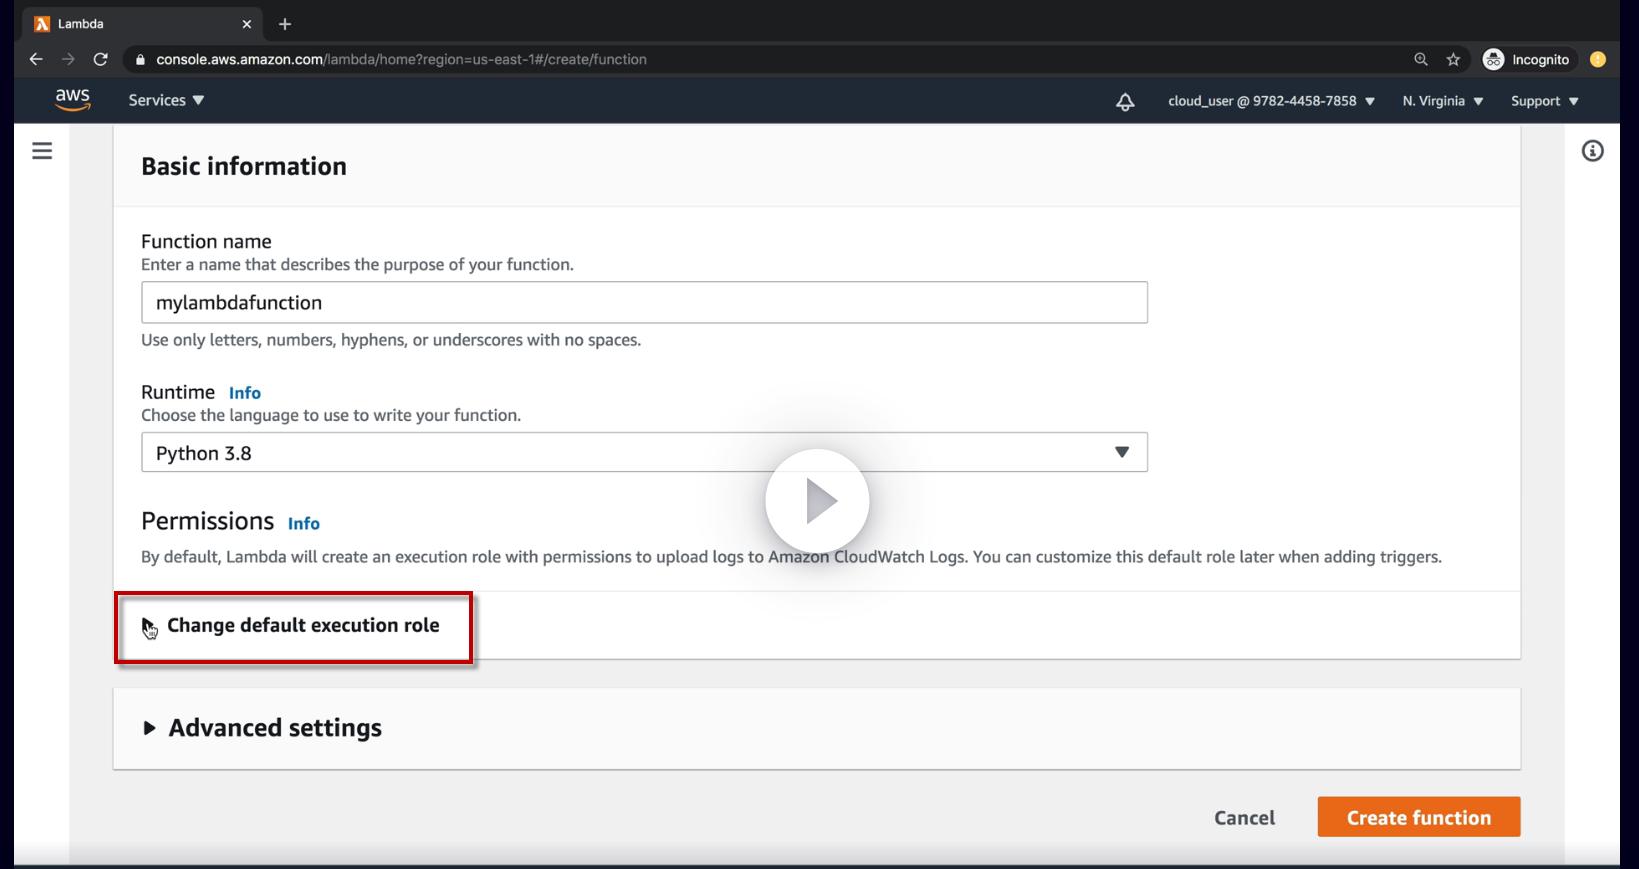 Lambda
console.aws.amazon.com/lambda/home?region=us-east-1#/create/function
Incognito
aws
Services
cloud_user @ 9782-4458-7858
N. Virginia
Support
Basic information
Function name
Enter a name that describes the purpose of your function.
mylambdafunction
Use only letters, numbers, hyphens, or underscores with no spaces.
Runtime Info
Choose the language to use to write your function.
Python 3.8
Permissions Info
By default, Lambda will create an execution role with permissions to upload logs to Amazon CloudWatch Logs. You can customize this default role later when adding triggers.
Change default execution role
Advanced settings
Cancel
Create function